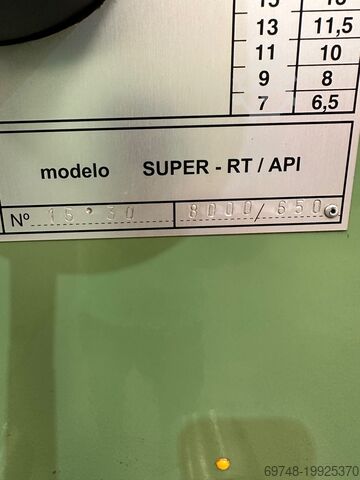 13 11,5
11 10
9 8
7 6,5
modelo SUPER - RT / API
Nº 15'30 8000/650
69748-19925370